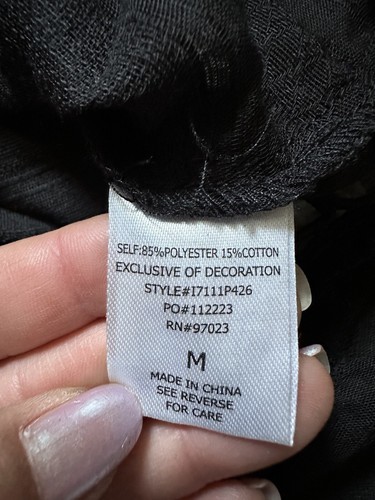 SELF:85%POLYESTER 15%COTTON
EXCLUSIVE OF DECORATION
STYLE#I7111P426
PO#112223
RN#97023
M
MADE IN CHINA
SEE REVERSE
FOR CARE